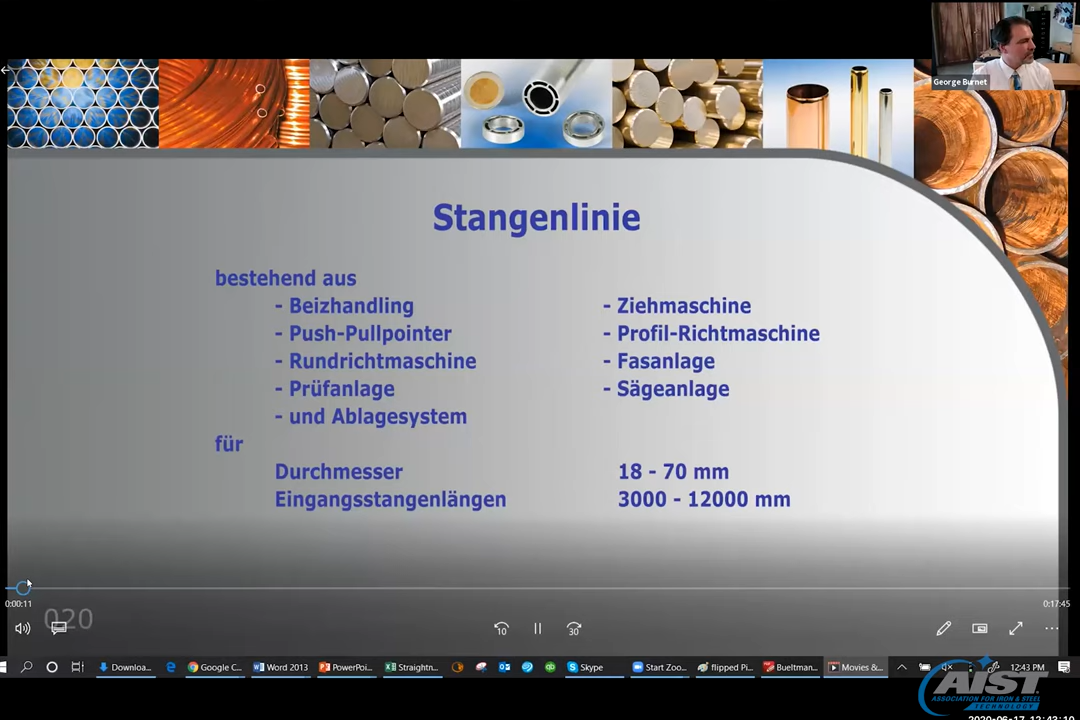 George Burnet
Stangenlinie
bestehend aus
- Beizhandling
- Ziehmaschine
- Push-Pullpointer
- Profil-Richtmaschine
- Rundrichtmaschine
- Fasanlage
- Prüfanlage
- Sägeanlage
- und Ablagesystem
für
Durchmesser 18 - 70 mm
Eingangsstangenlängen 3000 - 12000 mm
0:00:11
0:17:45
020
10
30
Downloa...
Google C...
Word 2013
PowerPoi...
Straightn...
Skype
Start Zoo...
flipped Pi...
Bueltman...
Movies &...
12:43 PM
AIST
ASSOCIATION FOR IRON & STEEL
TECHNOLOGY